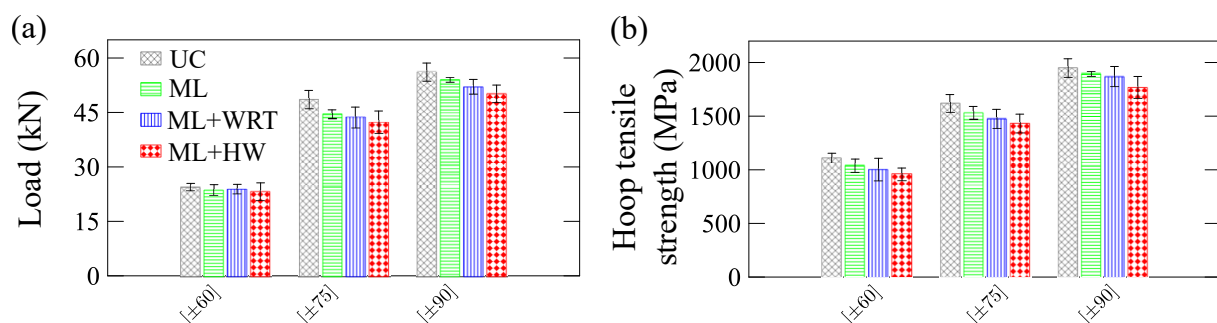 (a)
Load (kN)
60
45
30
15
0
UC
ML
ML+WRT
ML+HW
[±60]
[±75]
[±90]
(b)
Hoop tensile
strength (MPa)
2000
1500
1000
500
0
[±60]
[±75]
[±90]